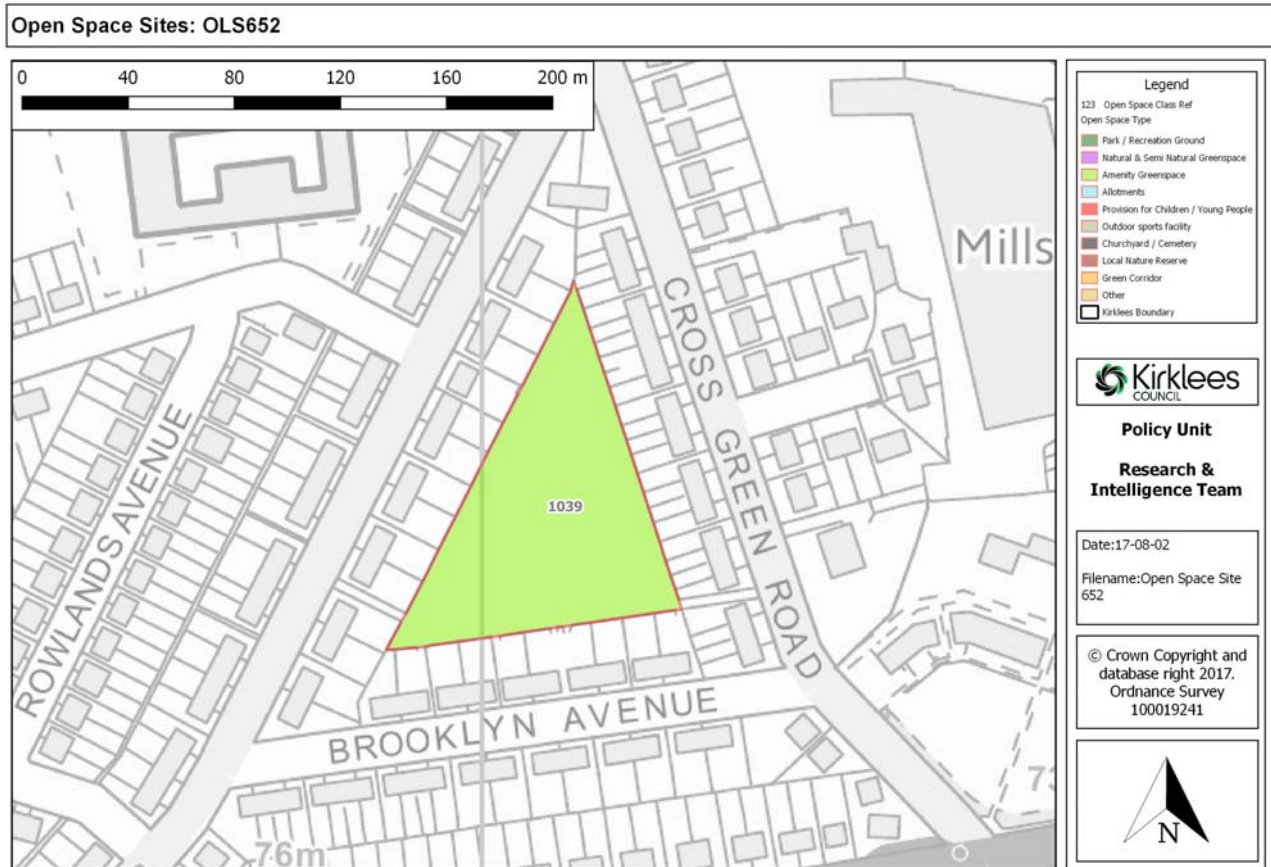 Open Space Sites: OLS652
0 40 80 120 160 200 m
Mills
CROSS GREEN ROAD
ROWLANDS AVENUE
1039
BROOKLYN AVENUE
76m
Legend
123 Open Space Class Ref
Open Space Type
Park / Recreation Ground
Natural & Semi Natural Greenspace
Amenity Greenspace
Allotments
Provision for Children / Young People
Outdoor sports facility
Churchyard / Cemetery
Local Nature Reserve
Green Corridor
Other
Kirklees Boundary
Kirklees
COUNCIL
Policy Unit
Research &
Intelligence Team
Date:17-08-02
Filename:Open Space Site
652
© Crown Copyright and
database right 2017.
Ordnance Survey
100019241
N